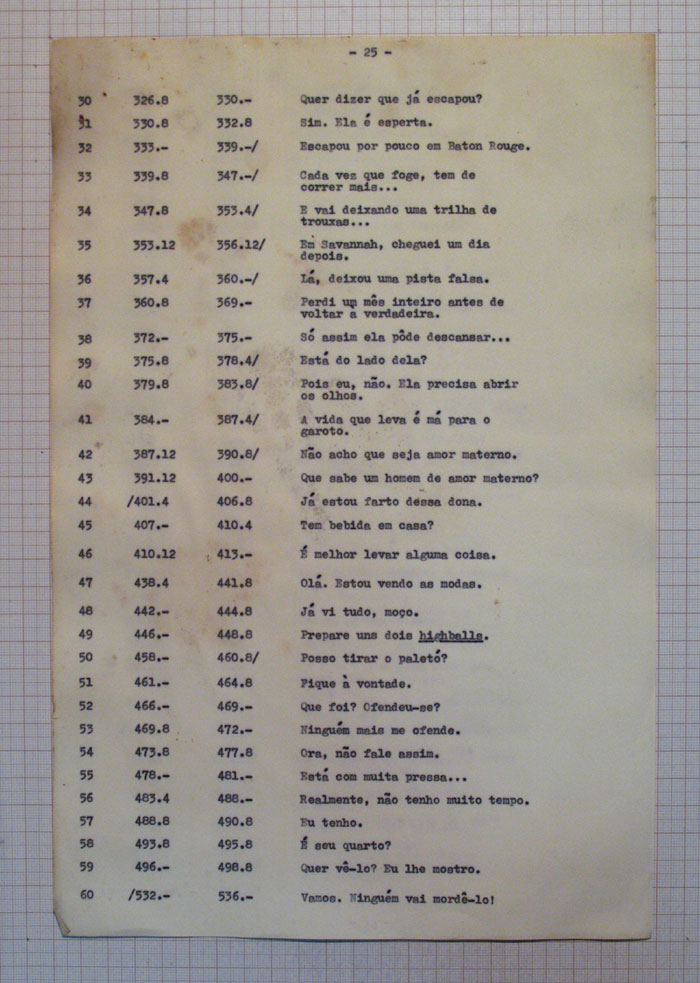 - 25 -
30 326.8 330.- Quer dizer que já escapou?
31 330.8 332.8 Sim. Ela é esperta.
32 333.- 339.-/ Escapou por pouco em Baton Rouge.
33 339.8 347.-/ Cada vez que foge, tem de
correr mais...
34 347.8 353.4/ E vai deixando uma trilha de
trouxas...
35 353.12 356.12/ Em Savannah, cheguei um dia
depois.
36 357.4 360.-/ Lá, deixou uma pista falsa.
37 360.8 369.- Perdi um mês inteiro antes de
voltar à verdadeira.
38 372.- 375.- Só assim ela pôde descansar...
39 375.8 378.4/ Está do lado dela?
40 379.8 383.8/ Pois eu, não. Ela precisa abrir
os olhos.
41 384.- 387.4/ A vida que leva é má para o
garoto.
42 387.12 390.8/ Não acho que seja amor materno.
43 391.12 400.- Que sabe um homem de amor materno?
44 /401.4 406.8 Já estou farto dessa dona.
45 407.- 410.4 Tem bebida em casa?
46 410.12 413.- É melhor levar alguma coisa.
47 438.4 441.8 Olá. Estou vendo as modas.
48 442.- 444.8 Já vi tudo, moço.
49 446.- 448.8 Prepare uns dois highballs.
50 458.- 460.8/ Posso tirar o paletó?
51 461.- 464.8 Fique à vontade.
52 466.- 469.- Que foi? Ofendeu-se?
53 469.8 472.- Ninguém mais me ofende.
54 473.8 477.8 Ora, não fale assim.
55 478.- 481.- Está com muita pressa...
56 483.4 488.- Realmente, não tenho muito tempo.
57 488.8 490.8 Eu tenho.
58 493.8 495.8 É seu quarto?
59 496.- 498.8 Quer vê-lo? Eu lhe mostro.
60 /532.- 536.- Vamos. Ninguém vai mordê-lo!